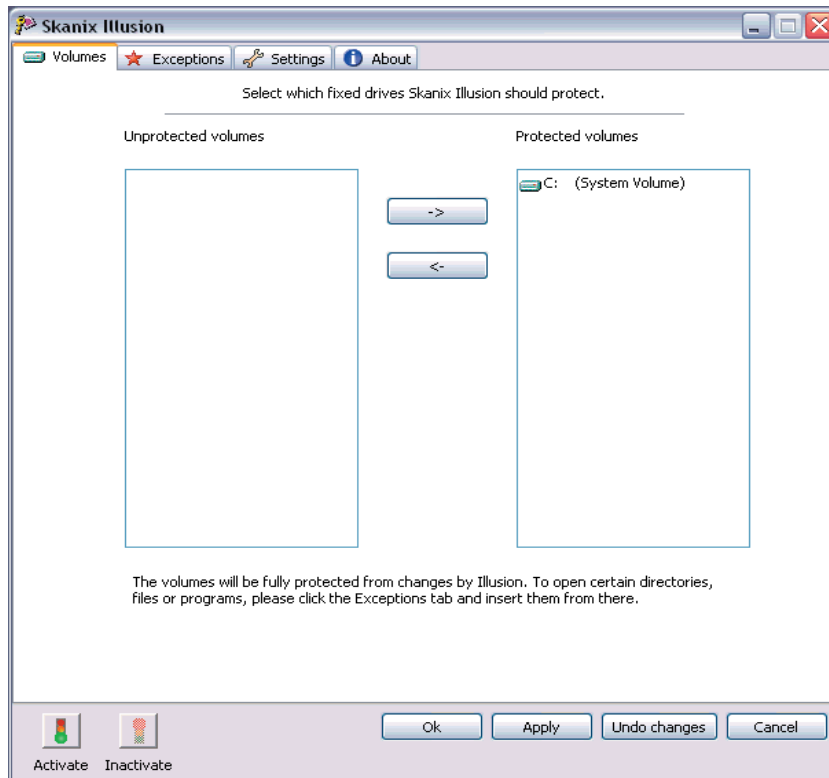 Skanix Illusion
Volumes Exceptions Settings About
Select which fixed drives Skanix Illusion should protect.
Unprotected volumes Protected volumes
C: (System Volume)
->
<-
The volumes will be fully protected from changes by Illusion. To open certain directories,
files or programs, please click the Exceptions tab and insert them from there.
Ok Apply Undo changes Cancel
Activate Inactivate